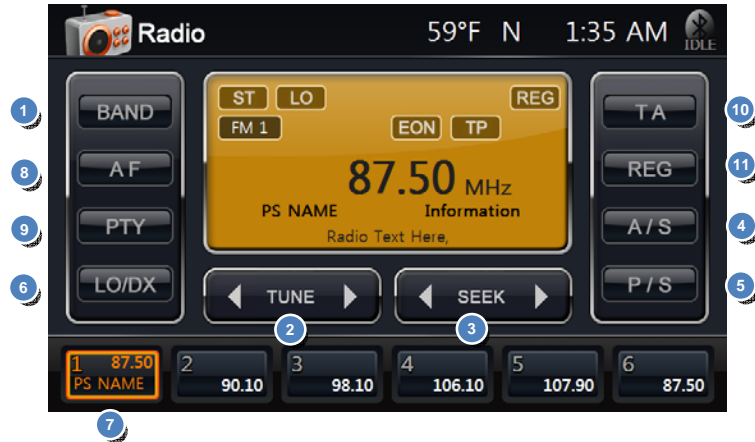 Radio 59°F N 1:35 AM IDLE
1 BAND ST LO REG TA 10
FM 1 EON TP
8 AF 87.50 MHz REG 11
9 PTY PS NAME Information A/S 4
Radio Text Here,
6 LO/DX TUNE SEEK P/S 5
2 3
1 87.50 2 3 4 5 6
PS NAME 90.10 98.10 106.10 107.90 87.50
7